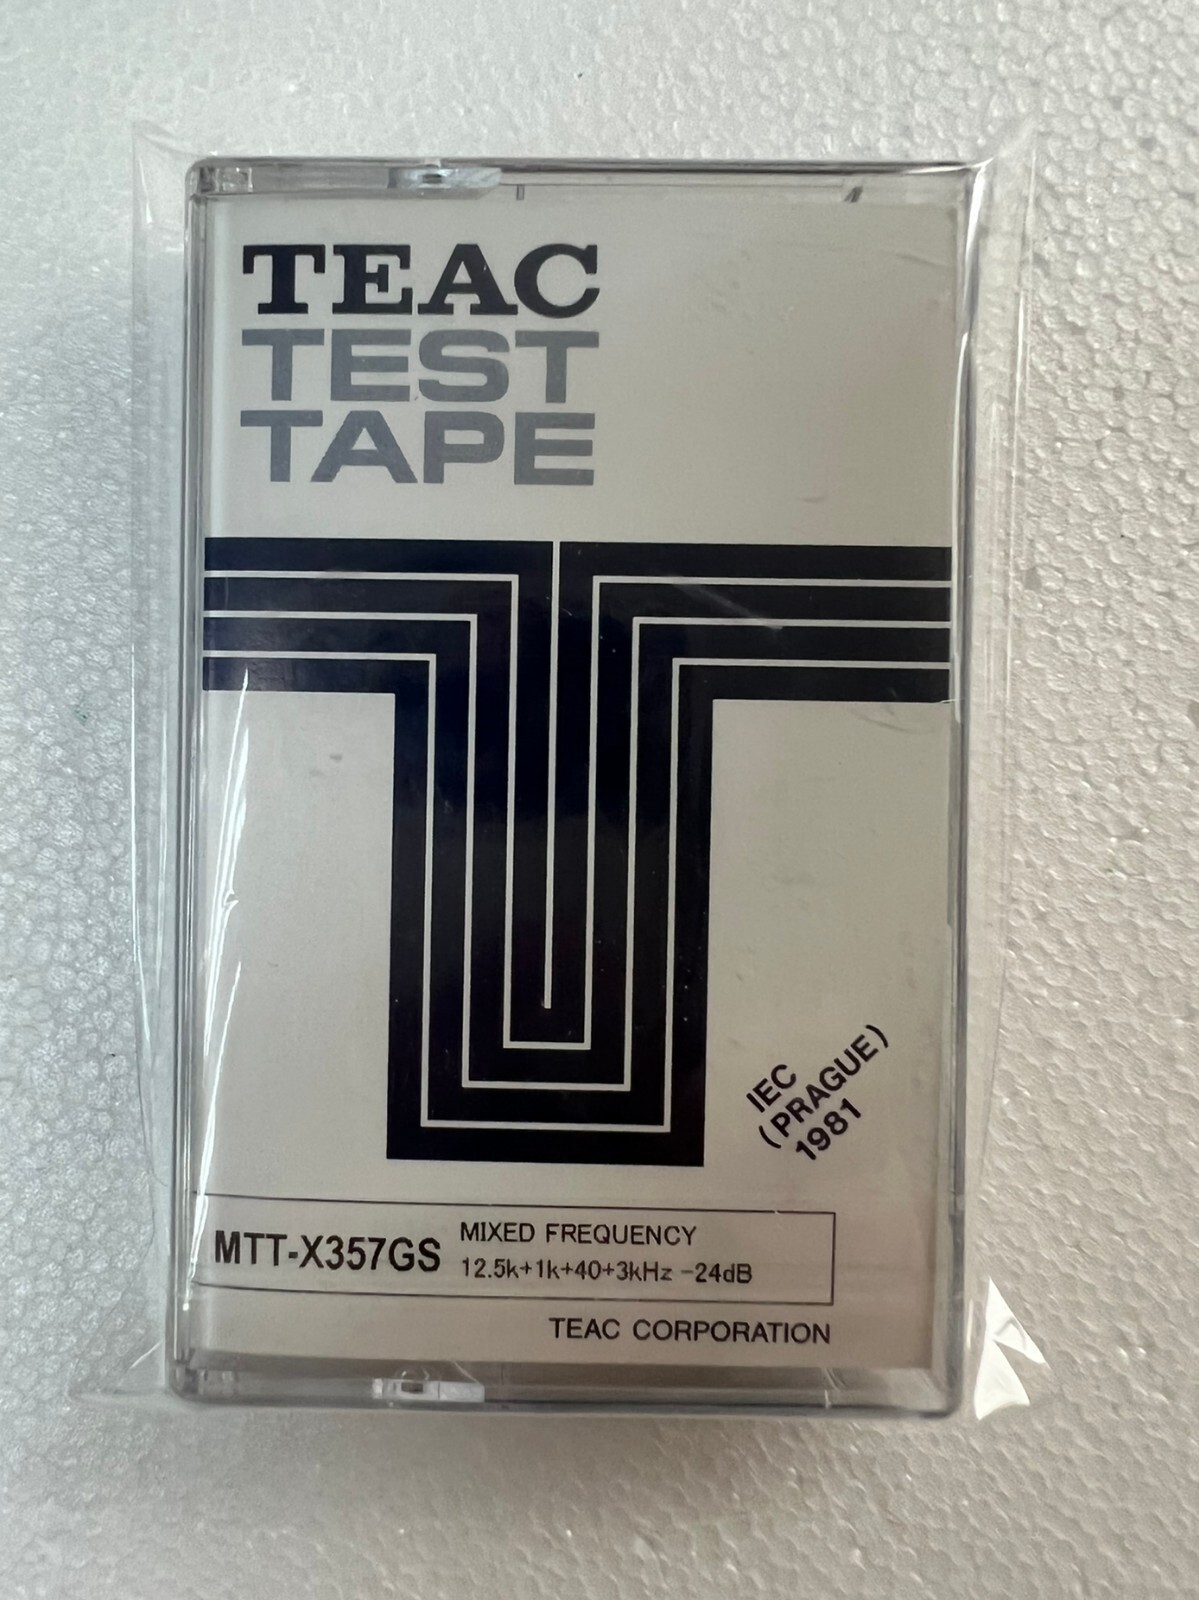 TEAC
TEST
TAPE
IEC
(PRAGUE)
1981
MTT-X357GS
MIXED FREQUENCY
12.5k+1k+40+3kHz -24dB
TEAC CORPORATION